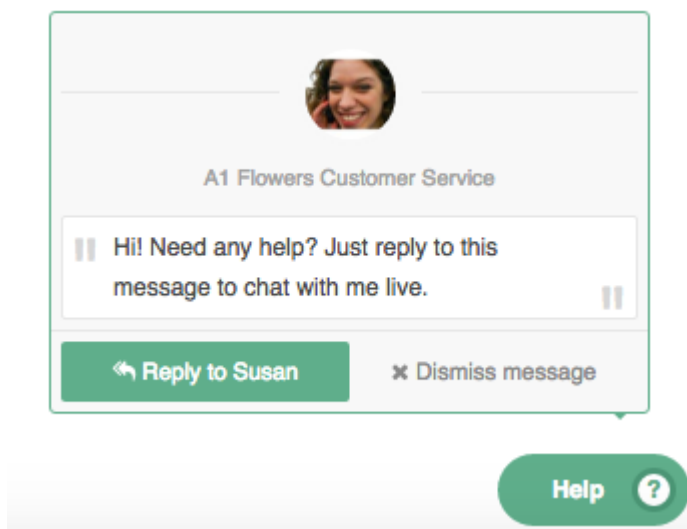 A1 Flowers Customer Service
Hi! Need any help? Just reply to this
message to chat with me live.
Reply to Susan
Dismiss message
Help ?